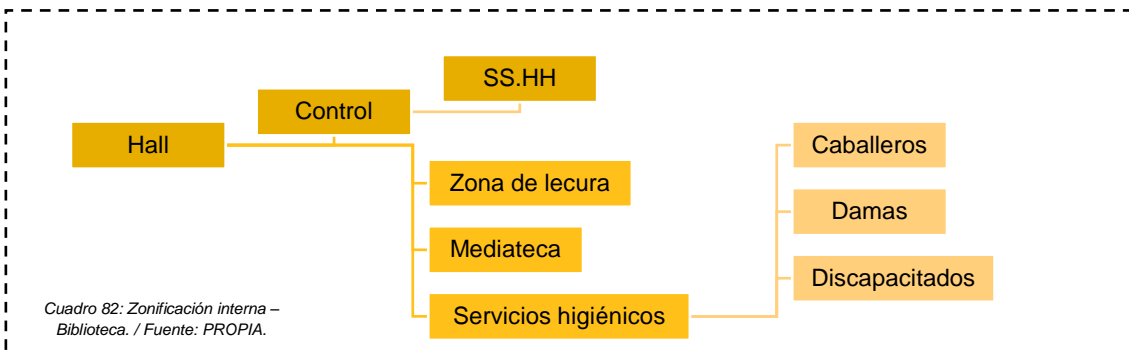 SS.HH
Control
Hall
Caballeros
Zona de lecura
Damas
Mediateca
Discapacitados
Servicios higiénicos
Cuadro 82: Zonificación interna –
Biblioteca. / Fuente: PROPIA.